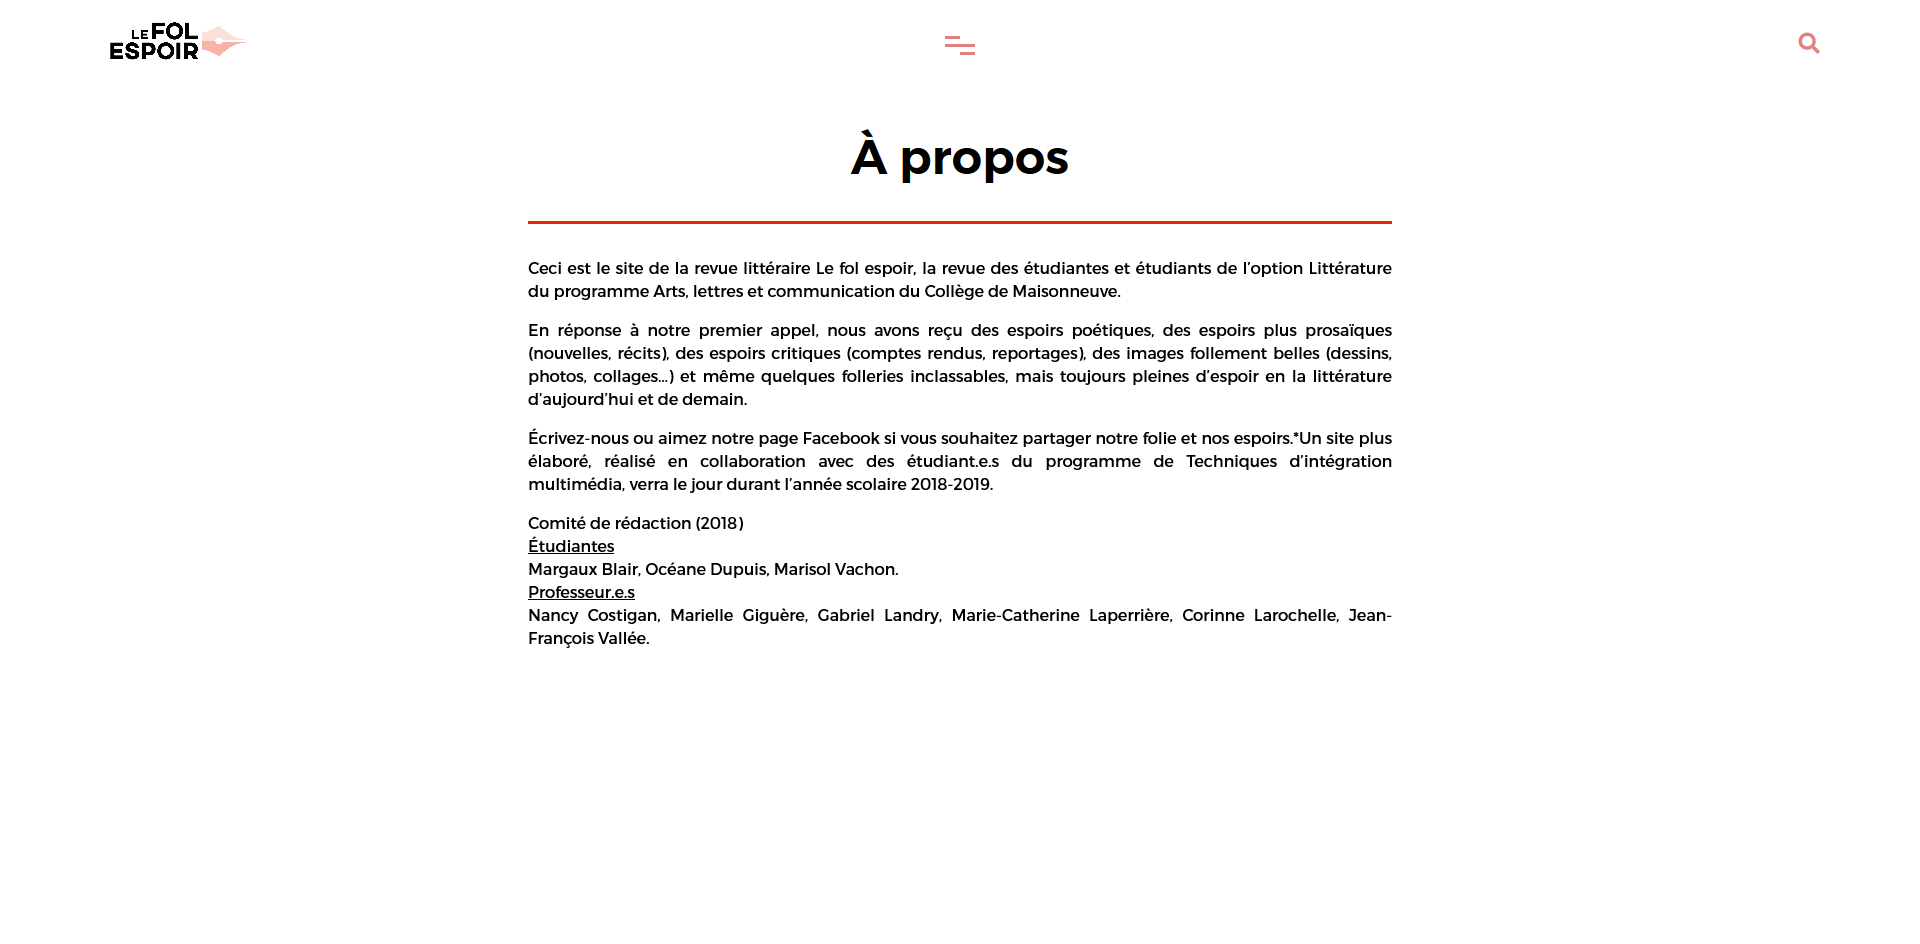 LE FOL
ESPOIR
À propos
Ceci est le site de la revue littéraire Le fol espoir, la revue des étudiantes et étudiants de l’option Littérature
du programme Arts, lettres et communication du Collège de Maisonneuve.
En réponse à notre premier appel, nous avons reçu des espoirs poétiques, des espoirs plus prosaïques
(nouvelles, récits), des espoirs critiques (comptes rendus, reportages), des images follement belles (dessins,
photos, collages…) et même quelques folleries inclassables, mais toujours pleines d’espoir en la littérature
d’aujourd’hui et de demain.
Écrivez-nous ou aimez notre page Facebook si vous souhaitez partager notre folie et nos espoirs.*Un site plus
élaboré, réalisé en collaboration avec des étudiant.e.s du programme de Techniques d’intégration
multimédia, verra le jour durant l’année scolaire 2018-2019.
Comité de rédaction (2018)
Étudiantes
Margaux Blair, Océane Dupuis, Marisol Vachon.
Professeur.e.s
Nancy Costigan, Marielle Giguère, Gabriel Landry, Marie-Catherine Laperrière, Corinne Larochelle, Jean-
François Vallée.